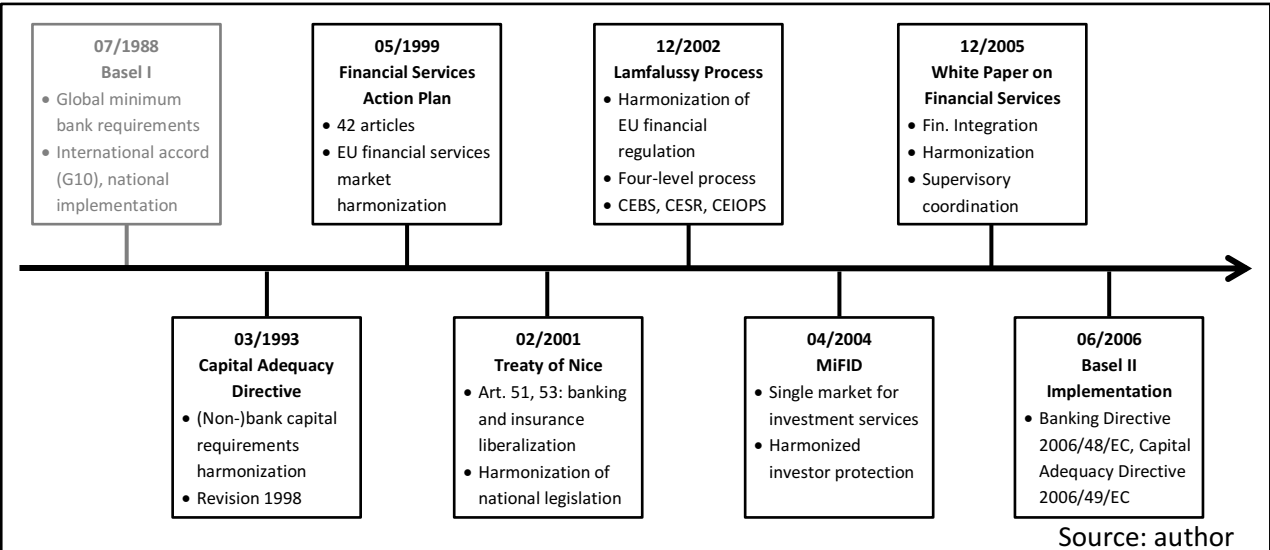 07/1988
Basel I
• Global minimum
bank requirements
• International accord
(G10), national
implementation
05/1999
Financial Services
Action Plan
• 42 articles
• EU financial services
market
harmonization
12/2002
Lamfalussy Process
• Harmonization of
EU financial
regulation
• Four-level process
• CEBS, CESR, CEIOPS
12/2005
White Paper on
Financial Services
• Fin. Integration
• Harmonization
• Supervisory
coordination
03/1993
Capital Adequacy
Directive
• (Non-)bank capital
requirements
harmonization
• Revision 1998
02/2001
Treaty of Nice
• Art. 51, 53: banking
and insurance
liberalization
• Harmonization of
national legislation
04/2004
MiFID
• Single market for
investment services
• Harmonized
investor protection
06/2006
Basel II
Implementation
• Banking Directive
2006/48/EC, Capital
Adequacy Directive
2006/49/EC
Source: author